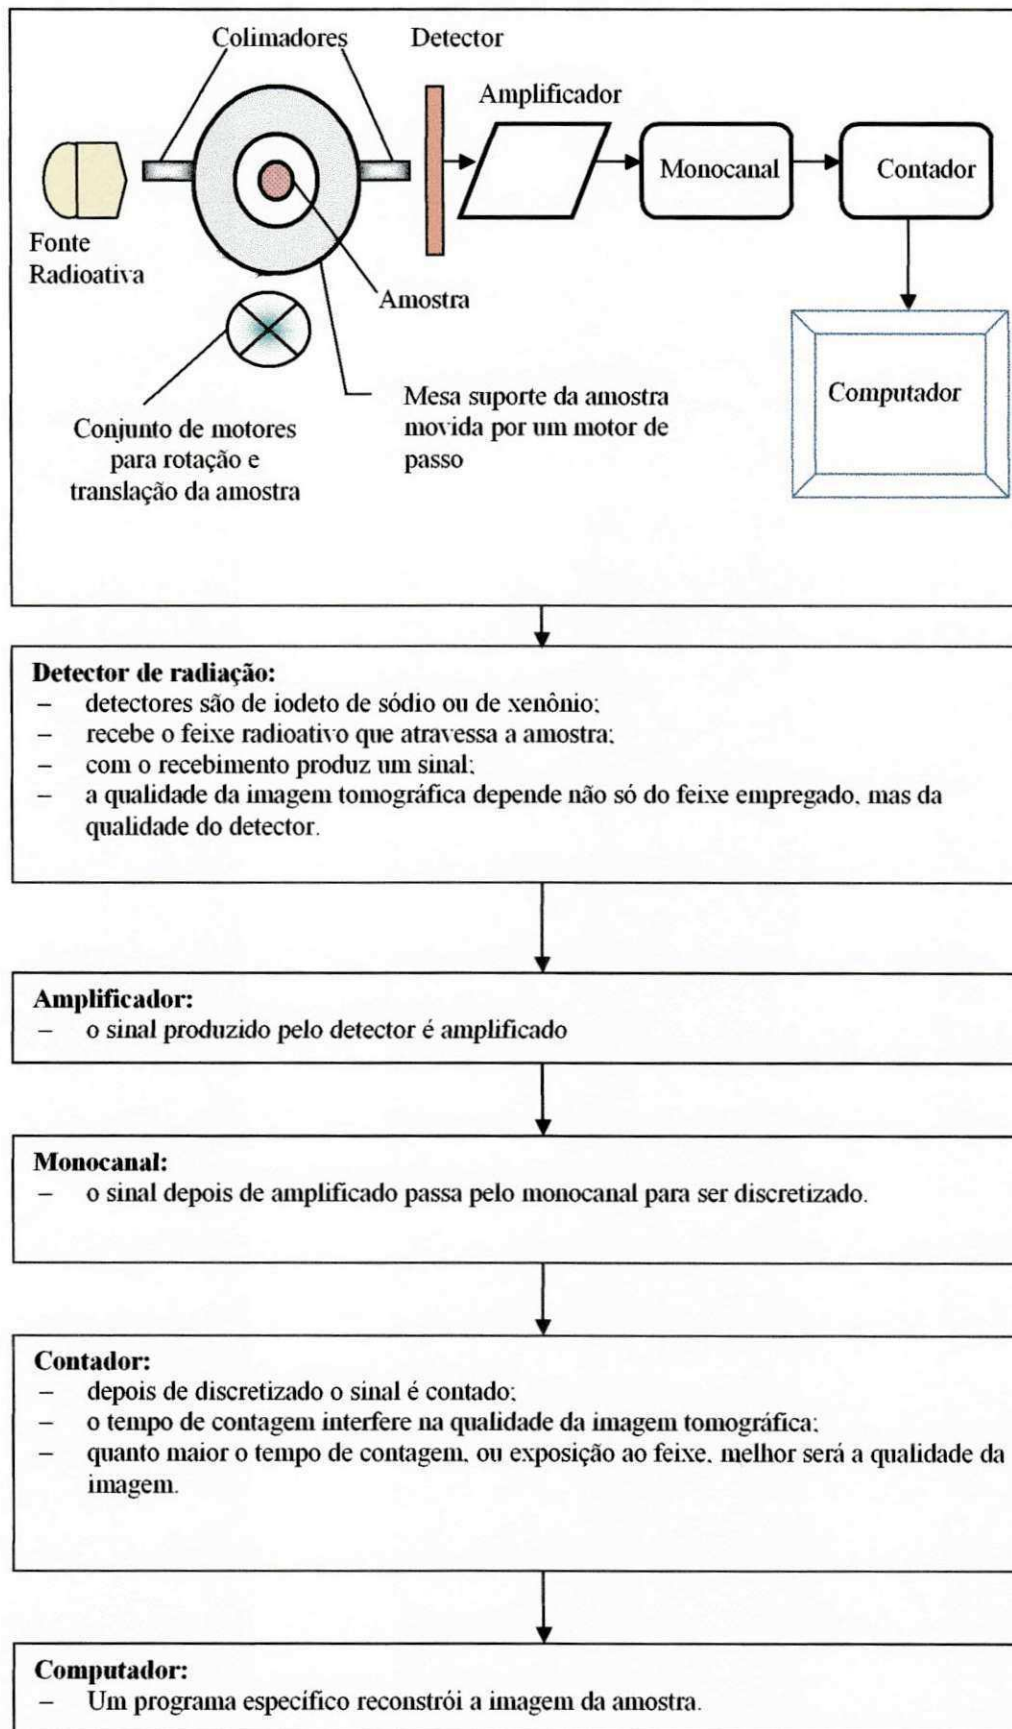 Colimadores
Detector
Amplificador
Monocanal
Contador
Fonte
Radioativa
Amostra
Computador
Mesa suporte da amostra
movida por um motor de
passo
Conjunto de motores
para rotação e
translação da amostra
Detector de radiação:
– detectores são de iodeto de sódio ou de xenônio;
– recebe o feixe radioativo que atravessa a amostra;
– com o recebimento produz um sinal;
– a qualidade da imagem tomográfica depende não só do feixe empregado, mas da
qualidade do detector.
Amplificador:
– o sinal produzido pelo detector é amplificado
Monocanal:
– o sinal depois de amplificado passa pelo monocanal para ser discretizado.
Contador:
– depois de discretizado o sinal é contado;
– o tempo de contagem interfere na qualidade da imagem tomográfica;
– quanto maior o tempo de contagem, ou exposição ao feixe, melhor será a qualidade da
imagem.
Computador:
– Um programa específico reconstrói a imagem da amostra.